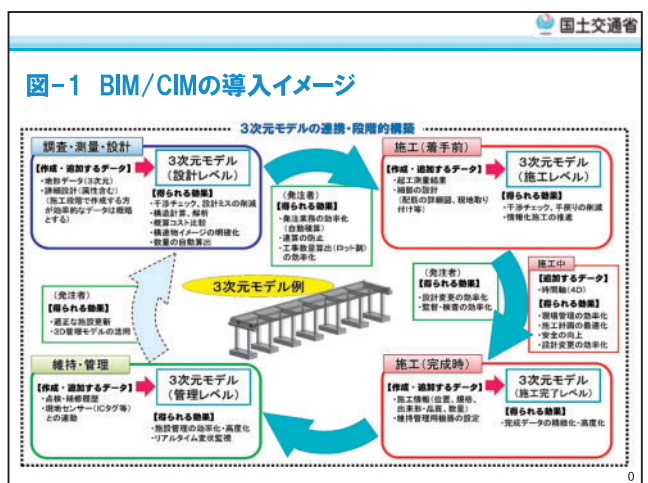 国土交通省
図-1 BIM/CIMの導入イメージ
3次元モデルの連携・段階的構築
調査・測量・設計
【作成・追加するデータ】
・地形データ(3次元)
・詳細設計(属性含む)
(施工段階で作成する方
が効率的なデータは概略
とする)
3次元モデル
(設計レベル)
【得られる効果】
・干渉チェック、設計ミスの削減
・構造計算、解析
・概算コスト比較
・構造物イメージの明確化
・数量の自動算出
(発注者)
【得られる効果】
・発注業務の効率化
(自動積算)
・違算の防止
・工事数量算出(ロット割)
の効率化
施工(着手前)
【作成・追加するデータ】
・起工測量結果
・細部の設計
(配筋の詳細図、現地取り
付け等)
3次元モデル
(施工レベル)
【得られる効果】
・干渉チェック、手戻りの削減
・情報化施工の推進
(発注者)
【得られる効果】
・設計変更の効率化
・監督・検査の効率化
施工中
【追加するデータ】
・時間軸(4D)
【得られる効果】
・現場管理の効率化
・施工計画の最適化
・安全の向上
・設計変更の効率化
(発注者)
【得られる効果】
・適正な施設更新
・3D管理モデルの活用
3次元モデル例
維持・管理
【作成・追加するデータ】
・点検・補修履歴
・現地センサー(ICタグ等)
との連動
3次元モデル
(管理レベル)
【得られる効果】
・施設管理の効率化・高度化
・リアルタイム変状監視
施工(完成時)
【作成・追加するデータ】
・施工情報(位置、規格、
出来形・品質、数量)
・維持管理用機器の設定
3次元モデル
(施工完了レベル)
【得られる効果】
・完成データの精緻化・高度化
0